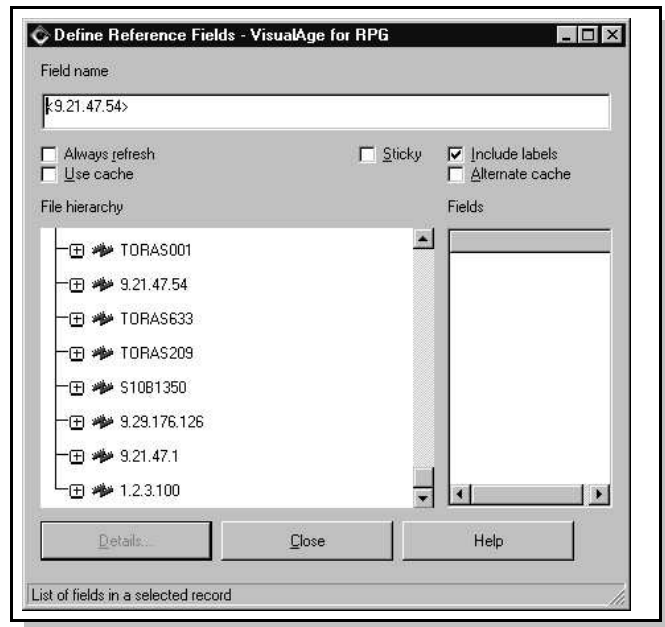 Define Reference Fields - VisualAge for RPG
Field name
<9.21.47.54>
Always refresh
Sticky
Include labels
Use cache
Alternate cache
File hierarchy
Fields
TORAS001
9.21.47.54
TORAS633
TORAS209
S10B1350
9.29.176.126
9.21.47.1
1.2.3.100
Details...
Close
Help
List of fields in a selected record